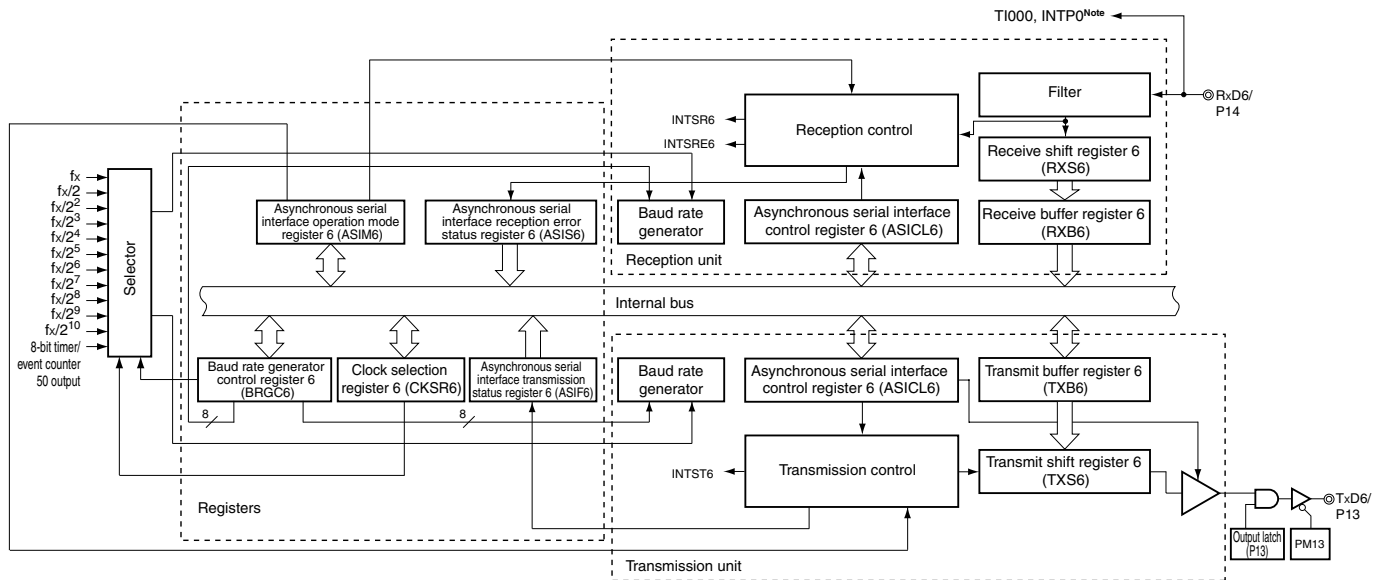 TI000, INTP0Note
RxD6/
P14
Filter
Reception control
INTSR6
INTSRE6
Receive shift register 6
(RXS6)
Asynchronous serial
interface operation mode
register 6 (ASIM6)
Asynchronous serial
interface reception error
status register 6 (ASIS6)
Baud rate
generator
Asynchronous serial interface
control register 6 (ASICL6)
Receive buffer register 6
(RXB6)
Reception unit
fx
fx/2
fx/2²
fx/2³
fx/2⁴
fx/2⁵
fx/2⁶
fx/2⁷
fx/2⁸
fx/2⁹
fx/2¹⁰
8-bit timer/
event counter
50 output
Selector
Internal bus
Baud rate generator
control register 6
(BRGC6)
Clock selection
register 6 (CKSR6)
Asynchronous serial
interface transmission
status register 6 (ASIF6)
Baud rate
generator
Asynchronous serial interface
control register 6 (ASICL6)
Transmit buffer register 6
(TXB6)
8
8
INTST6
Transmission control
Transmit shift register 6
(TXS6)
Registers
TxD6/
P13
Output latch
(P13)
PM13
Transmission unit